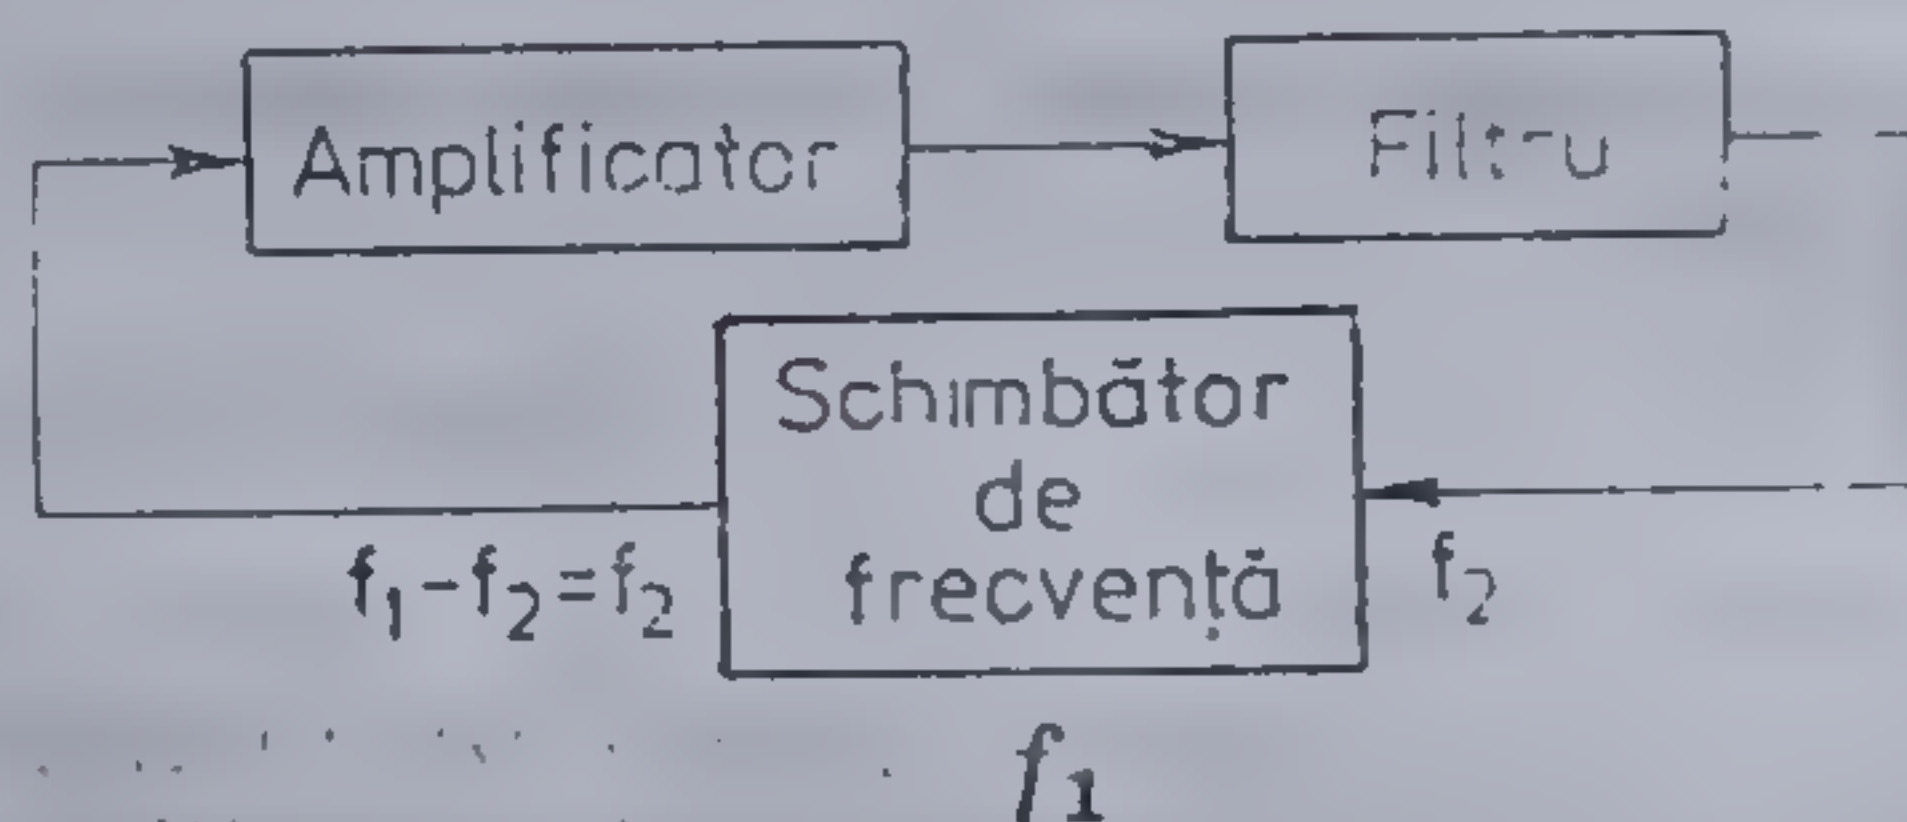 Amplificator
Filtru
Schimbător
de
frecvență
f₁-f₂=f₂
f₂
f₁